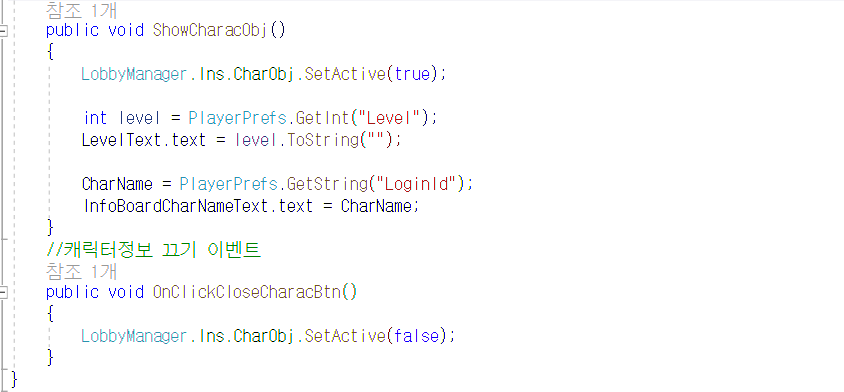 참조 1개
public void ShowCharacObj()
{
LobbyManager.Ins.CharObj.SetActive(true);
int level = PlayerPrefs.GetInt("Level");
LevelText.text = level.ToString("");
CharName = PlayerPrefs.GetString("LoginId");
InfoBoardCharNameText.text = CharName;
}
//캐릭터정보 끄기 이벤트
참조 1개
public void OnClickCloseCharacBtn()
{
LobbyManager.Ins.CharObj.SetActive(false);
}
}